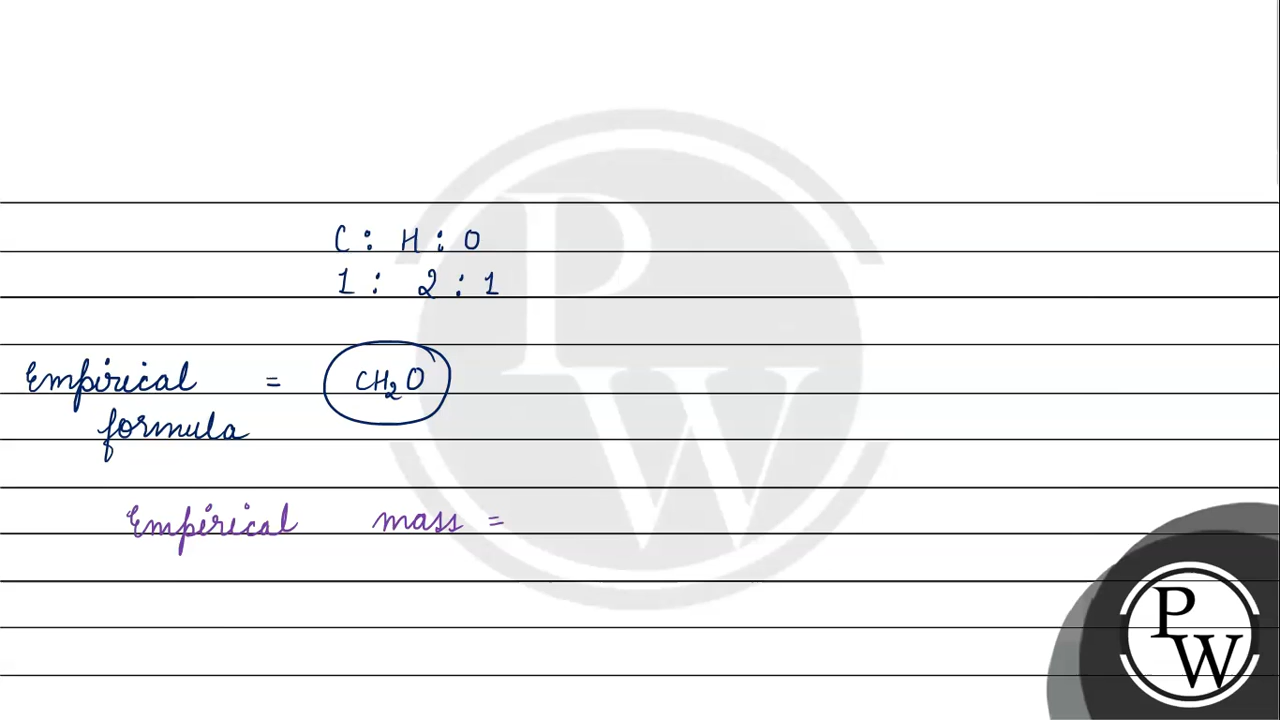 C : H : O
1 : 2 : 1
Empirical = CH₂O
formula
Empirical mass =
P
W
P
W